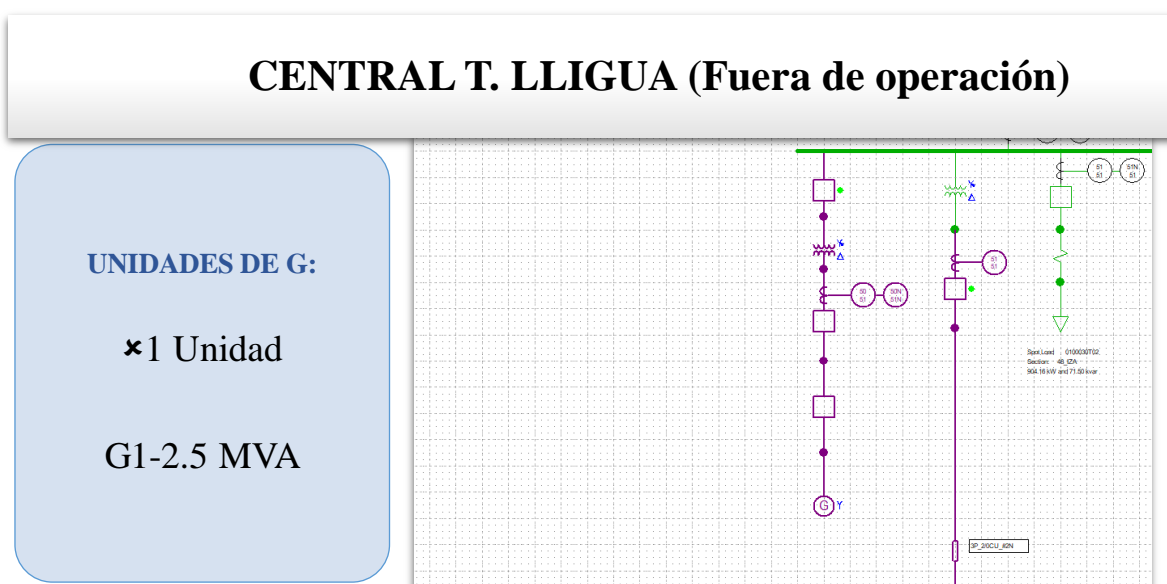 CENTRAL T. LLIGUA (Fuera de operación)
UNIDADES DE G:
×1 Unidad
G1-2.5 MVA
51 51N
51 51
Y
Δ
Y
Δ
51
51
50 50N
51 51N
Spot Load 0100030T02
Section: 48_IZA
904.16 kW and 71.50 kvar
G Y
3P_2/0CU_#2N